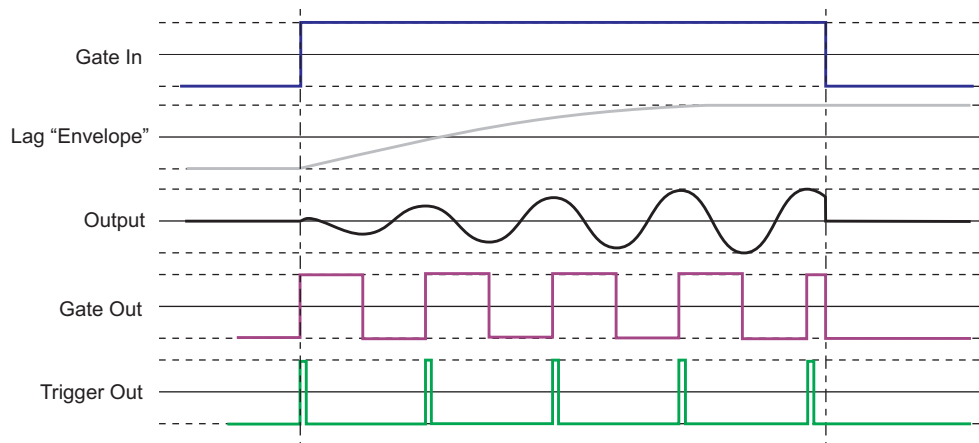 Gate In
Lag “Envelope”
Output
Gate Out
Trigger Out